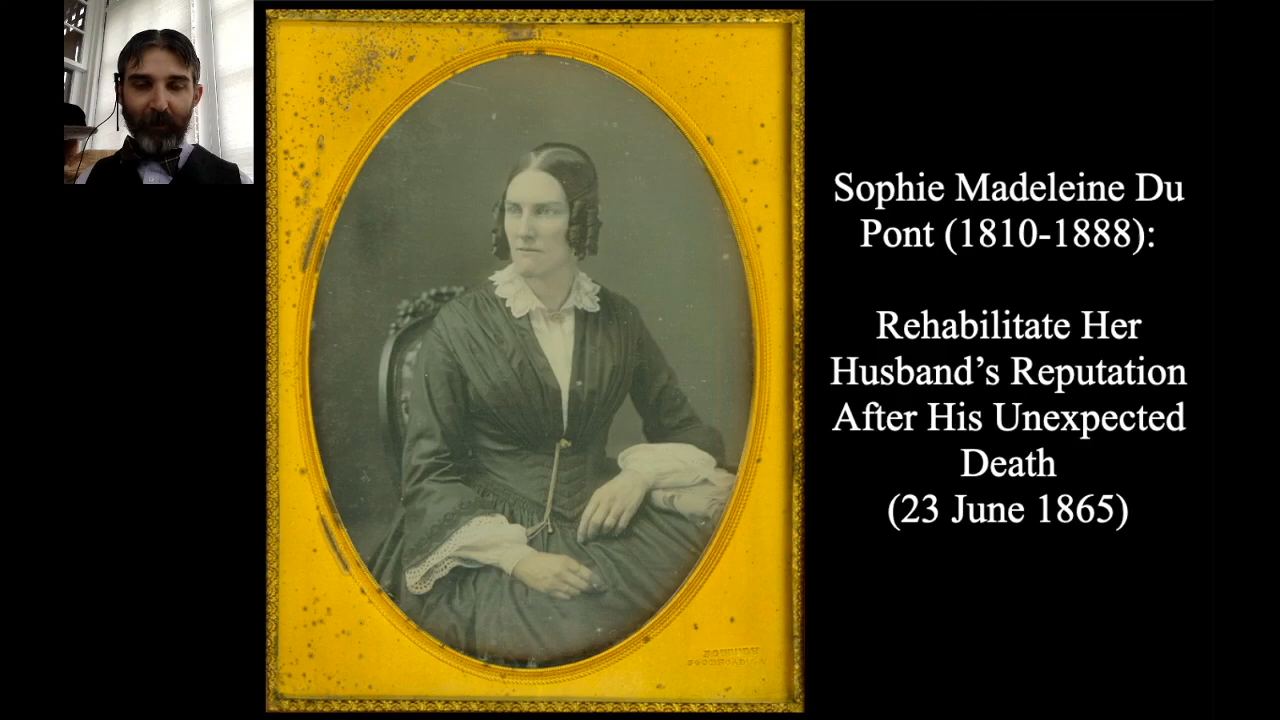 Sophie Madeleine Du
Pont (1810-1888):
Rehabilitate Her
Husband’s Reputation
After His Unexpected
Death
(23 June 1865)